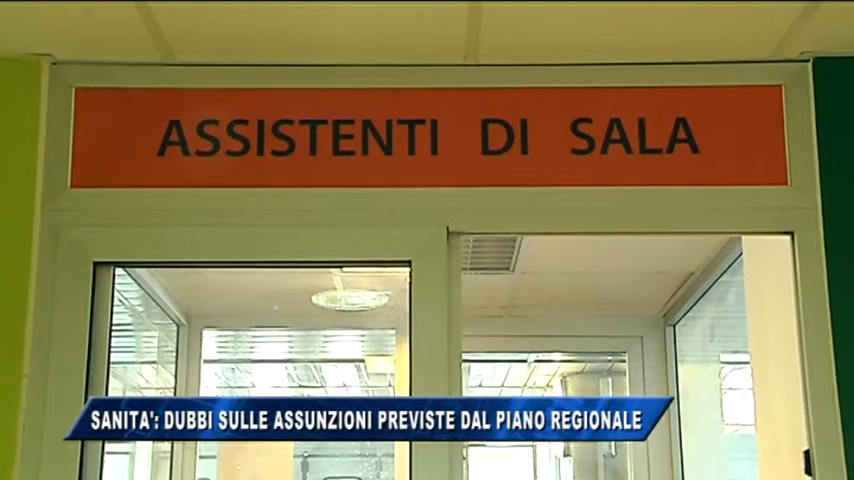 ASSISTENTI DI SALA
SANITA': DUBBI SULLE ASSUNZIONI PREVISTE DAL PIANO REGIONALE